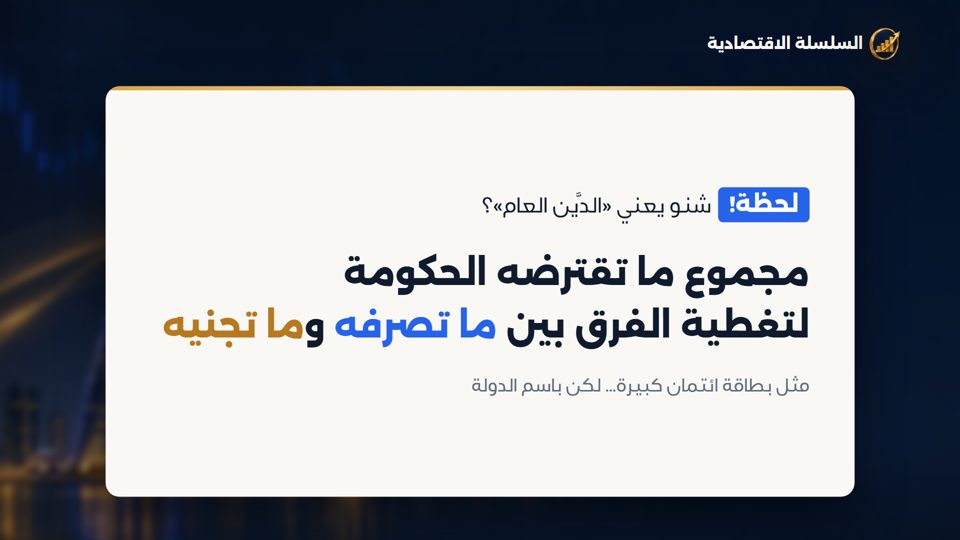 السلسلة الاقتصادية
لحظة! شنو يعني «الدَّين العام»؟
مجموع ما تقترضه الحكومة
لتغطية الفرق بين ما تصرفه وما تجنيه
مثل بطاقة ائتمان كبيرة... لكن باسم الدولة